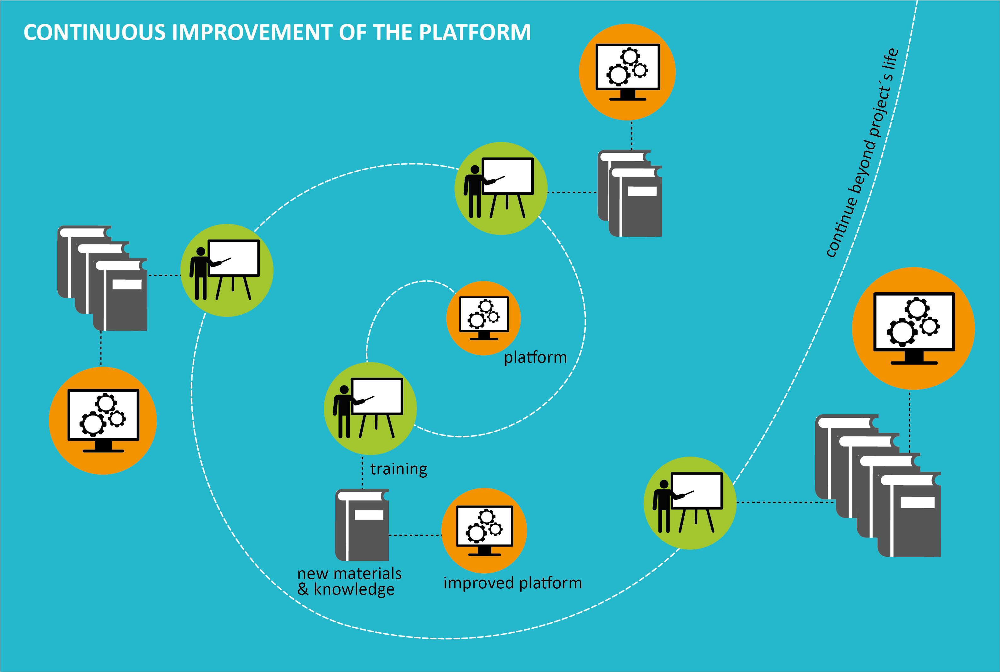 CONTINUOUS IMPROVEMENT OF THE PLATFORM
continue beyond project´s life
platform
training
new materials
& knowledge
improved platform